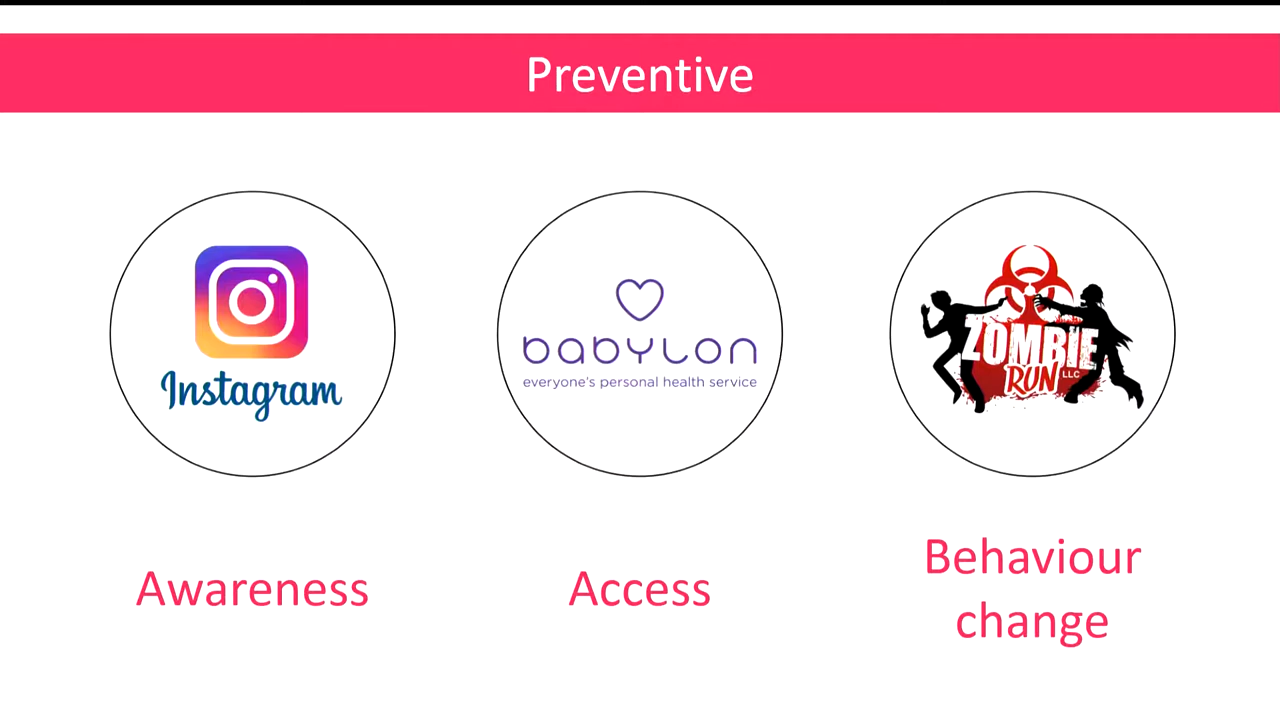 Preventive
Instagram
babylon
everyone's personal health service
ZOMBIE
RUN LLC
Awareness
Access
Behaviour
change